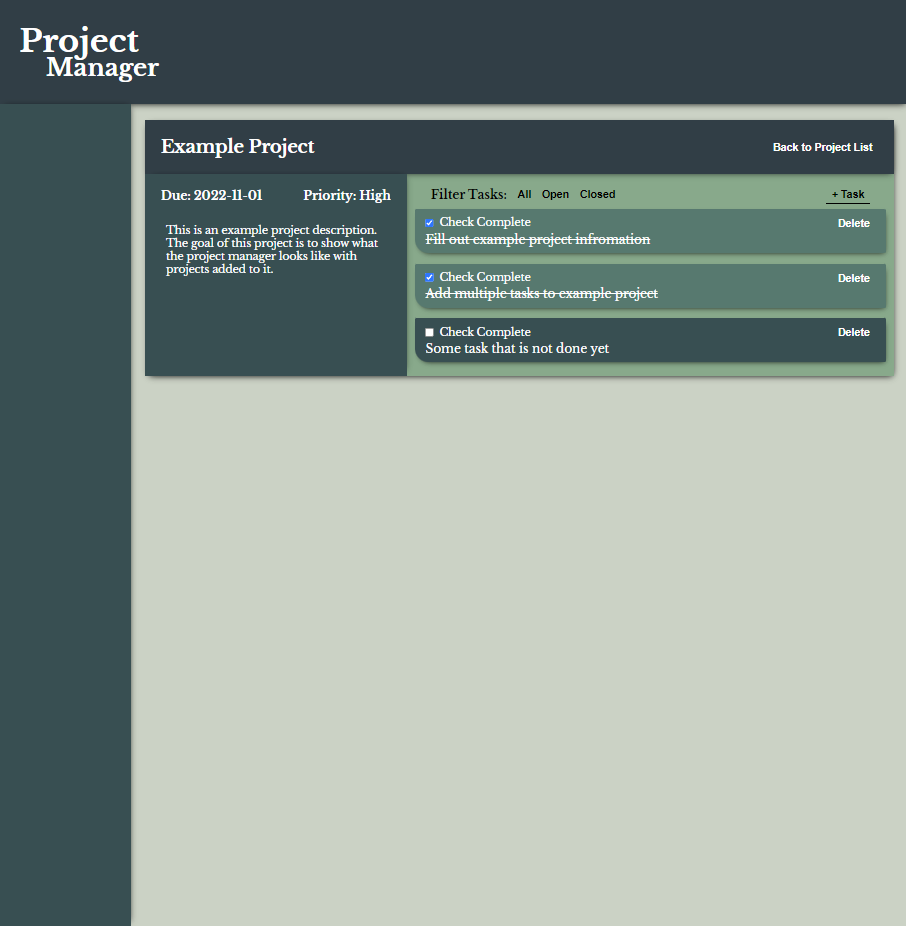 Project
Manager
Example Project
Back to Project List
Due: 2022-11-01
Priority: High
This is an example project description.
The goal of this project is to show what
the project manager looks like with
projects added to it.
Filter Tasks: All Open Closed
+ Task
Check Complete
Delete
Fill out example project infromation
Check Complete
Delete
Add multiple tasks to example project
Check Complete
Delete
Some task that is not done yet